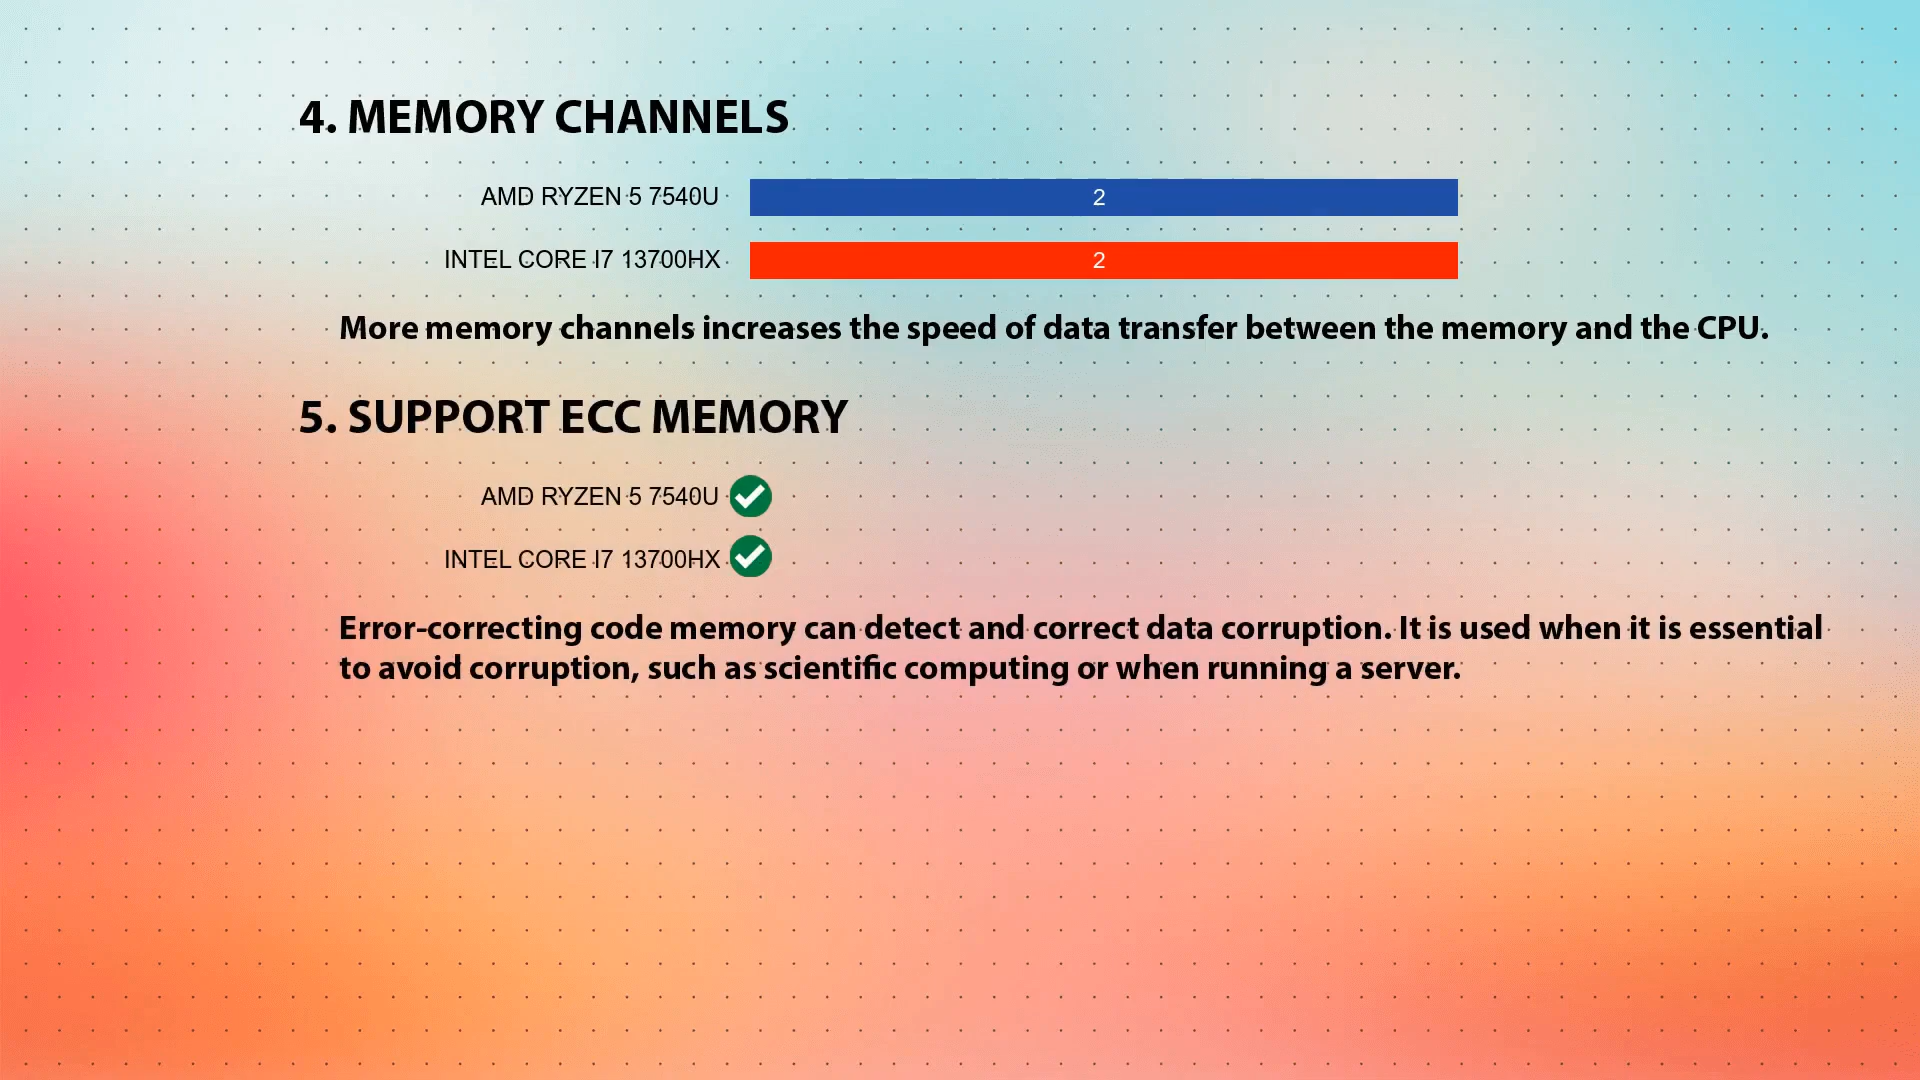 4. MEMORY CHANNELS
AMD RYZEN 5 7540U
2
INTEL CORE I7 13700HX
2
More memory channels increases the speed of data transfer between the memory and the CPU.
5. SUPPORT ECC MEMORY
AMD RYZEN 5 7540U
INTEL CORE I7 13700HX
Error-correcting code memory can detect and correct data corruption. It is used when it is essential
to avoid corruption, such as scientific computing or when running a server.